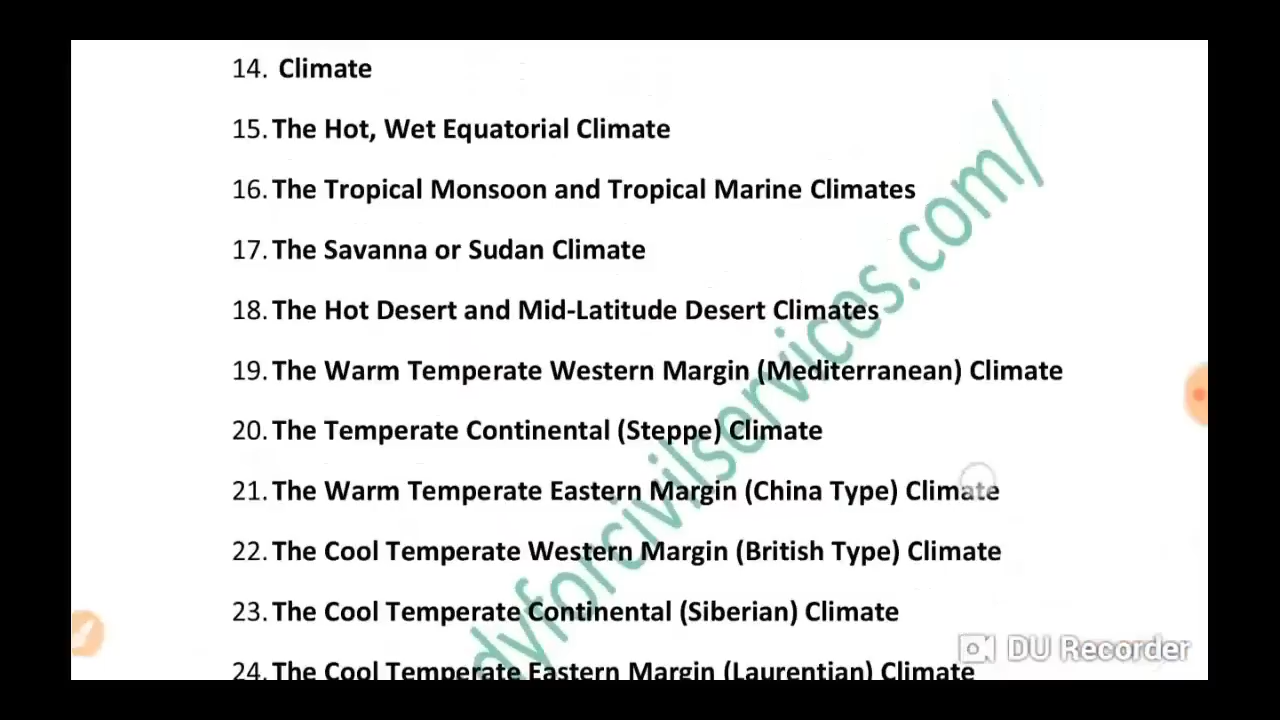 14. Climate
15. The Hot, Wet Equatorial Climate
16. The Tropical Monsoon and Tropical Marine Climates
17. The Savanna or Sudan Climate
18. The Hot Desert and Mid-Latitude Desert Climates
19. The Warm Temperate Western Margin (Mediterranean) Climate
20. The Temperate Continental (Steppe) Climate
21. The Warm Temperate Eastern Margin (China Type) Climate
22. The Cool Temperate Western Margin (British Type) Climate
23. The Cool Temperate Continental (Siberian) Climate
24. The Cool Temperate Eastern Margin (Laurentian) Climate
dyforcivilservices.com/
DU Recorder